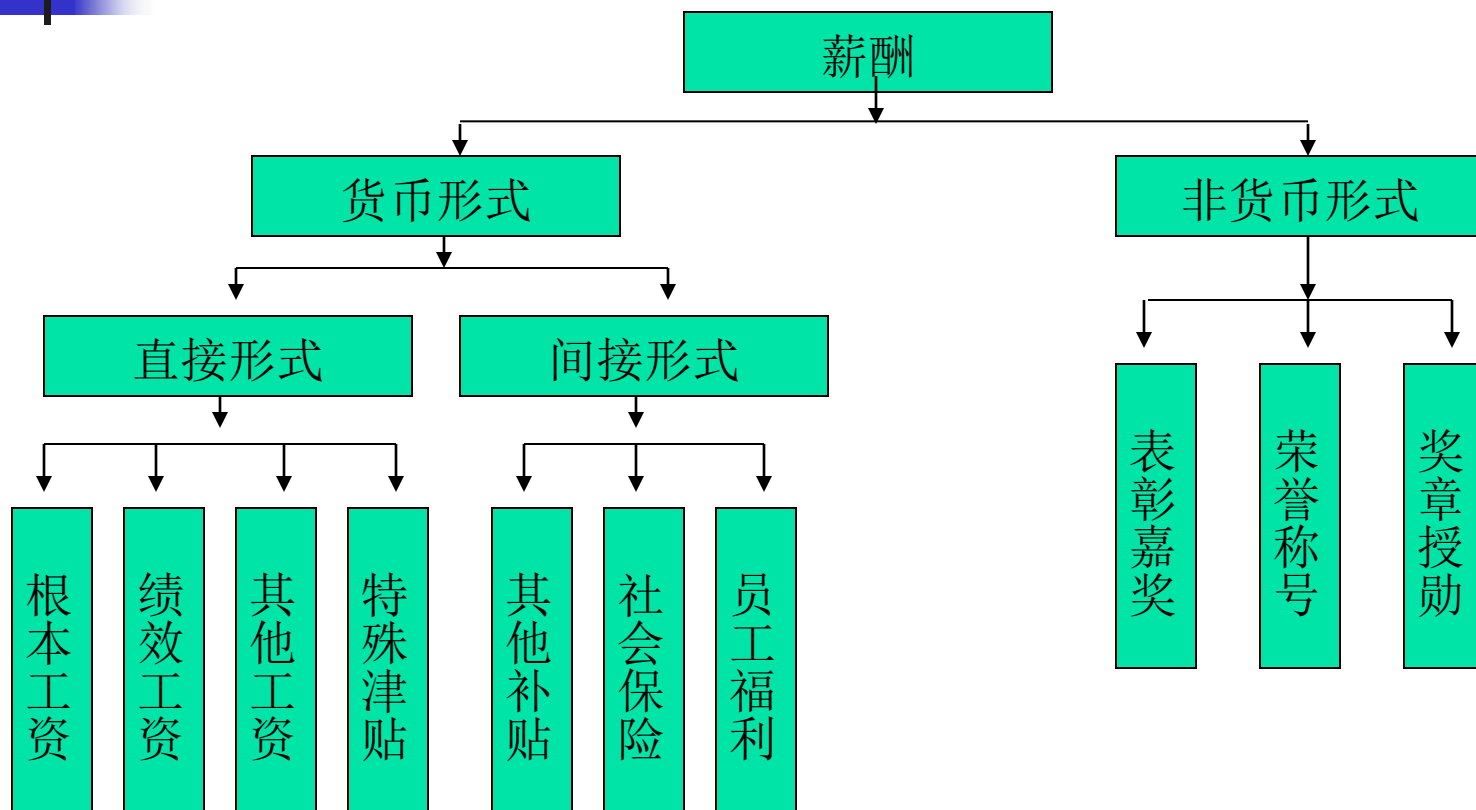 薪酬
货币形式
非货币形式
直接形式
间接形式
表彰嘉奖
荣誉称号
奖章授勋
根本工资
绩效工资
其他工资
特殊津贴
其他补贴
社会保险
员工福利